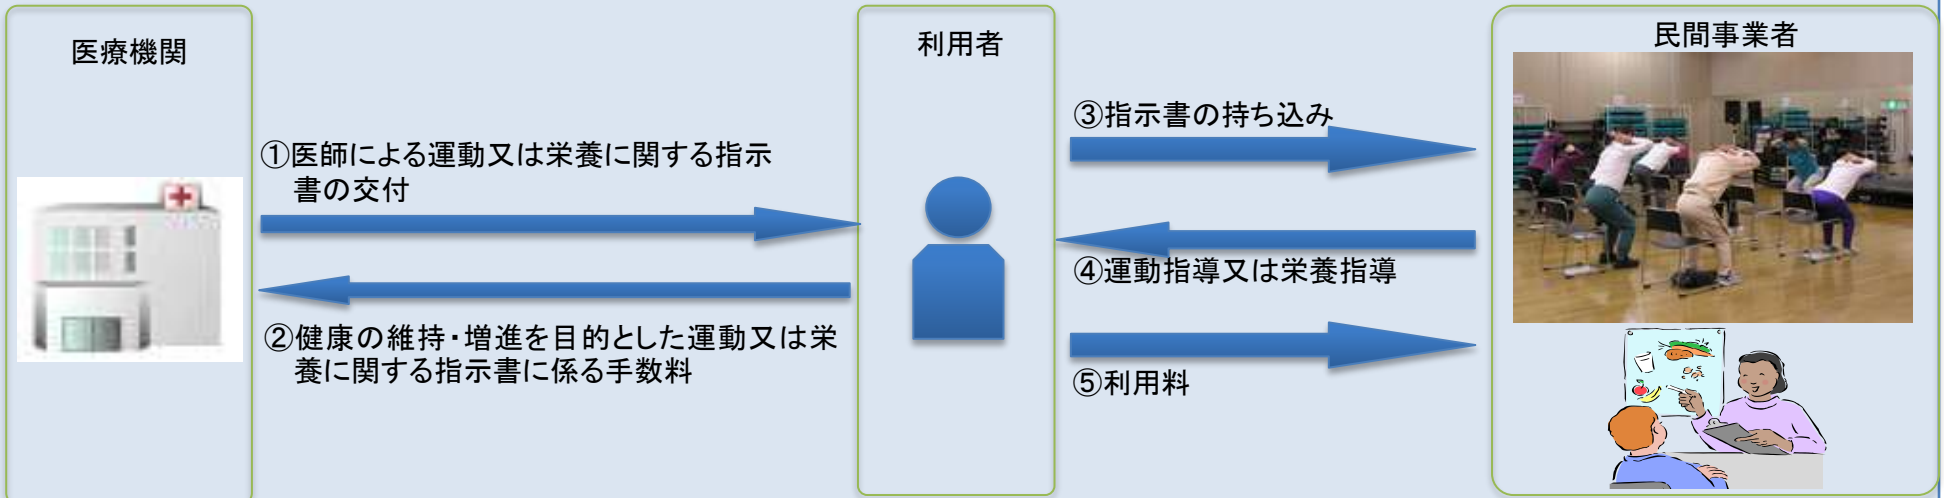 医療機関
利用者
民間事業者
①医師による運動又は栄養に関する指示
書の交付
②健康の維持・増進を目的とした運動又は栄
養に関する指示書に係る手数料
③指示書の持ち込み
④運動指導又は栄養指導
⑤利用料